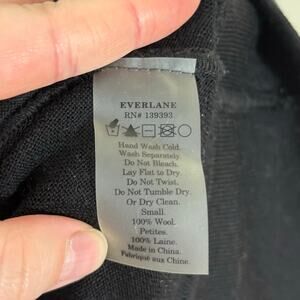 EVERLANE
RN# 139393
Hand Wash Cold.
Wash Separately.
Do Not Bleach.
Lay Flat to Dry.
Do Not Twist.
Do Not Tumble Dry.
Or Dry Clean.
Small.
100% Wool.
Petites.
100% Laine.
Made in China.
Fabriqué aux Chine.